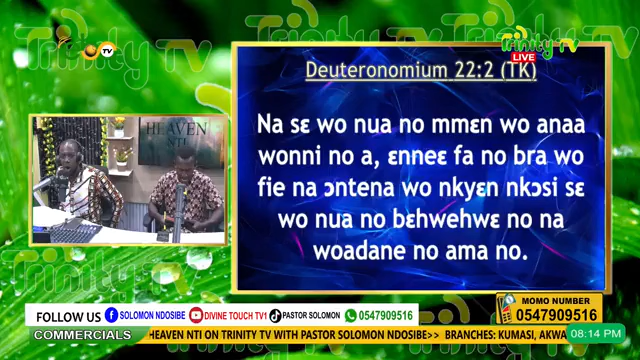 TV
Trinity TV
LIVE
HEAVEN
NTI
Deuteronomium 22:2 (TK)
Na sɛ wo nua no mmɛn wo anaa
wonni no a, ɛnneɛ fa no bra wo
fie na ɔntena wo nkyɛn nkɔsi sɛ
wo nua no bɛhwehwɛ no na
woadane no ama no.
FOLLOW US SOLOMON NDOSIBE DIVINE TOUCH TV1 PASTOR SOLOMON 0547909516
MOMO NUMBER
0547909516
COMMERCIALS HEAVEN NTI ON TRINITY TV WITH PASTOR SOLOMON NDOSIBE>> BRANCHES: KUMASI, AKWA 08:14 PM